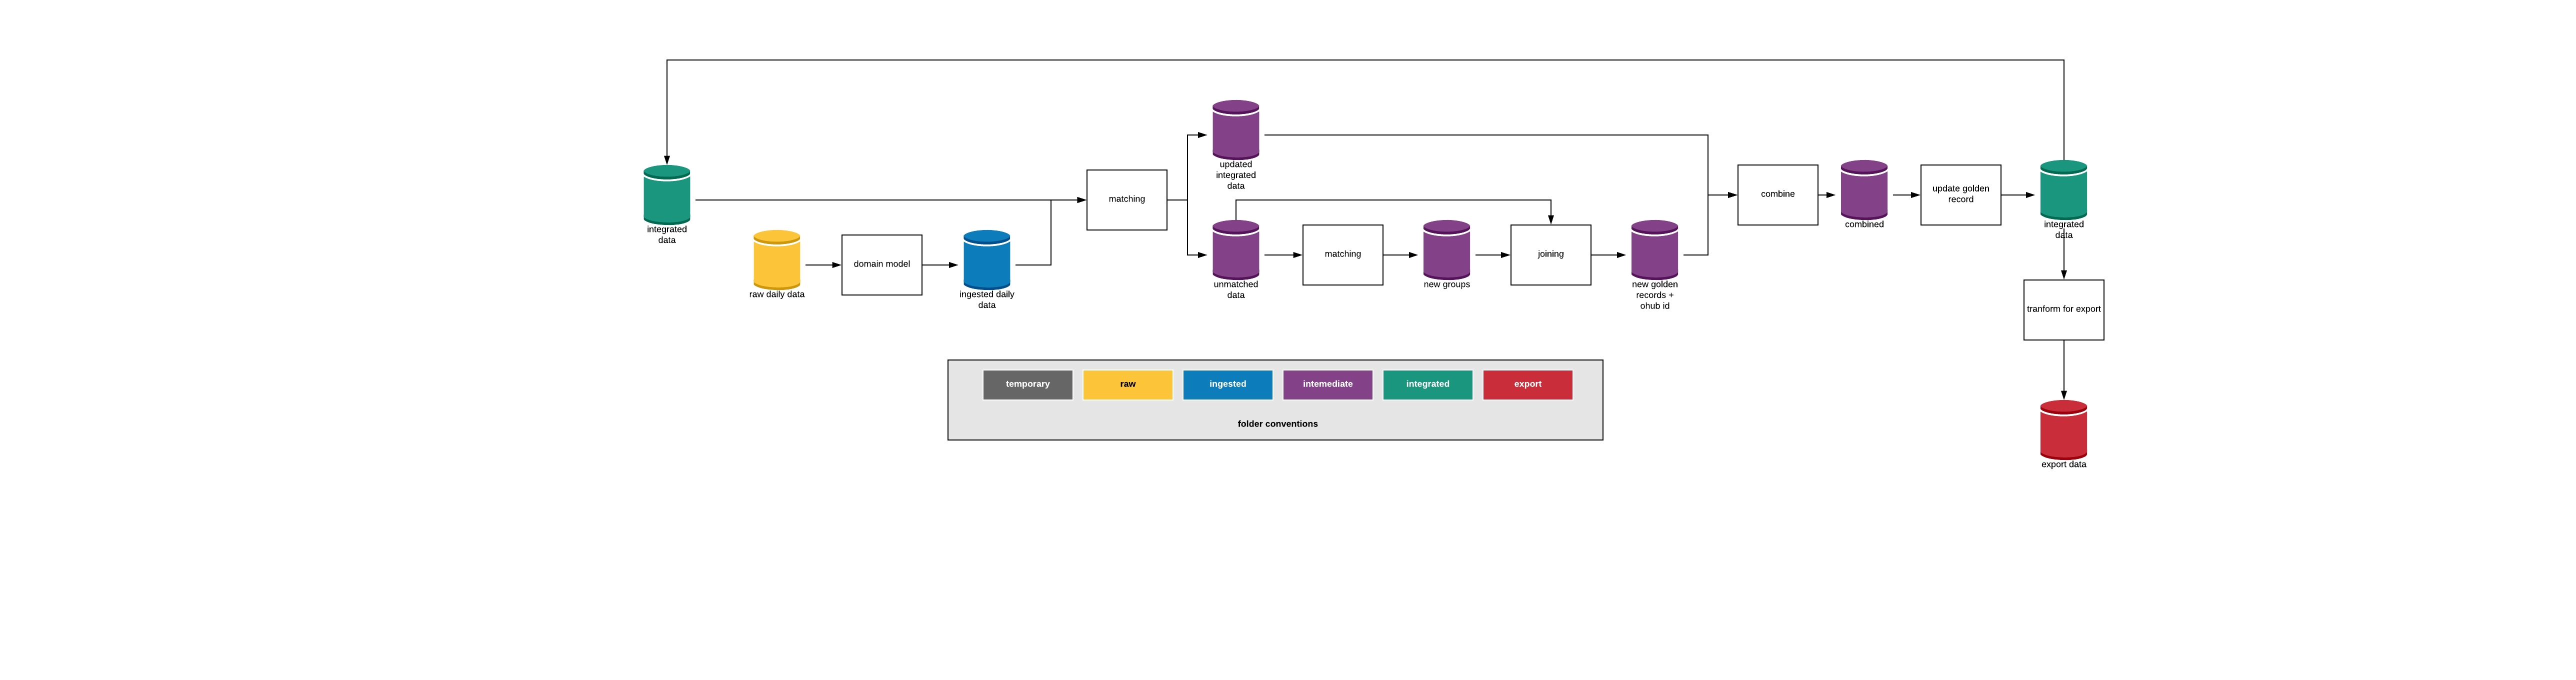 updated
integrated
data
integrated
data
raw daily data
domain model
ingested daily
data
matching
unmatched
data
matching
new groups
joining
new golden
records +
ohub id
combine
combined
update golden
record
integrated
data
tranform for export
export data
temporary
raw
ingested
intemediate
integrated
export
folder conventions